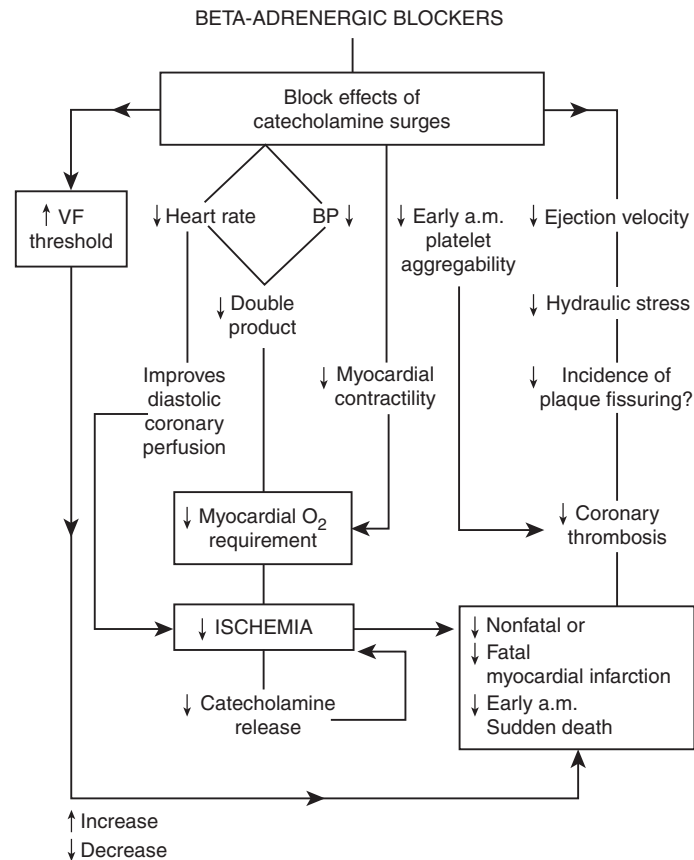 BETA-ADRENERGIC BLOCKERS
Block effects of
catecholamine surges
↑ VF
threshold
↓ Heart rate
BP ↓
↓ Early a.m.
platelet
aggregability
↓ Ejection velocity
↓ Double
product
↓ Hydraulic stress
Improves
diastolic
coronary
perfusion
↓ Myocardial
contractility
↓ Incidence of
plaque fissuring?
↓ Myocardial O₂
requirement
↓ Coronary
thrombosis
↓ ISCHEMIA
↓ Nonfatal or
↓ Fatal
myocardial infarction
↓ Early a.m.
Sudden death
↓ Catecholamine
release
↑ Increase
↓ Decrease